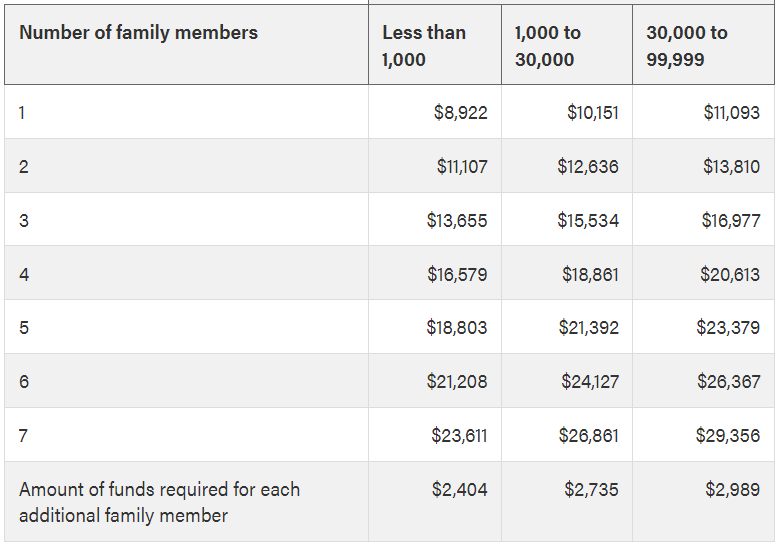 Number of family members Less than 1,000 to 30,000 to
1,000 30,000 99,999
1 $8,922 $10,151 $11,093
2 $11,107 $12,636 $13,810
3 $13,655 $15,534 $16,977
4 $16,579 $18,861 $20,613
5 $18,803 $21,392 $23,379
6 $21,208 $24,127 $26,367
7 $23,611 $26,861 $29,356
Amount of funds required for each $2,404 $2,735 $2,989
additional family member